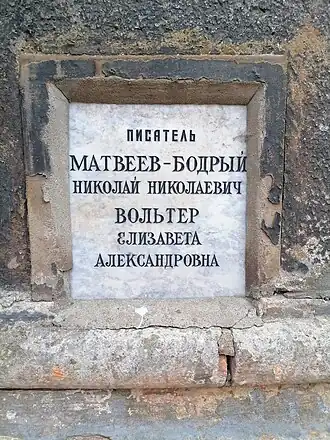 ПИСАТЕЛЬ
МАТВЕЕВ-БОДРЫЙ
НИКОЛАЙ НИКОЛАЕВИЧ
ВОЛЬТЕР
ЕЛИЗАВЕТА
АЛЕКСАНДРОВНА